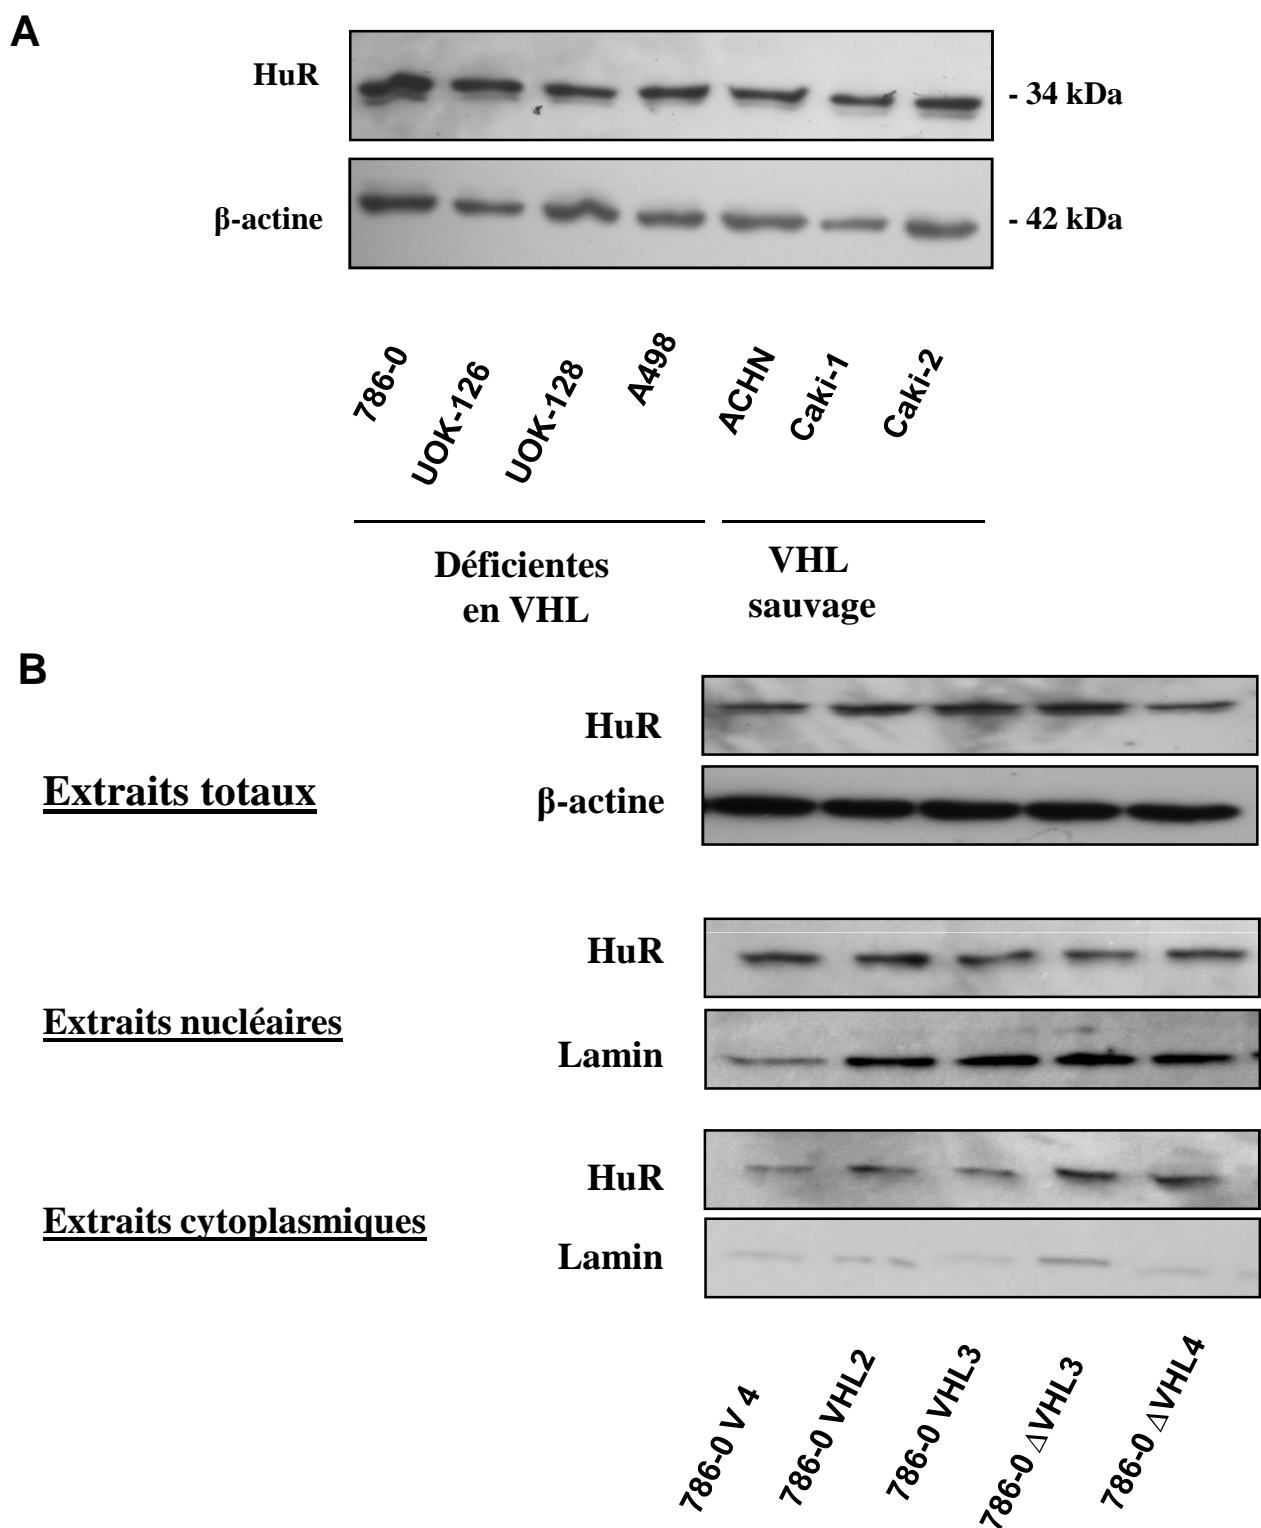 A
HuR
- 34 kDa
β-actine
- 42 kDa
786-0
UOK-126
UOK-128
A498
ACHN
Caki-1
Caki-2
Déficientes
en VHL
VHL
sauvage
B
HuR
Extraits totaux
β-actine
HuR
Extraits nucléaires
Lamin
HuR
Extraits cytoplasmiques
Lamin
786-0 V 4
786-0 VHL2
786-0 VHL3
786-0 ΔVHL3
786-0 ΔVHL4